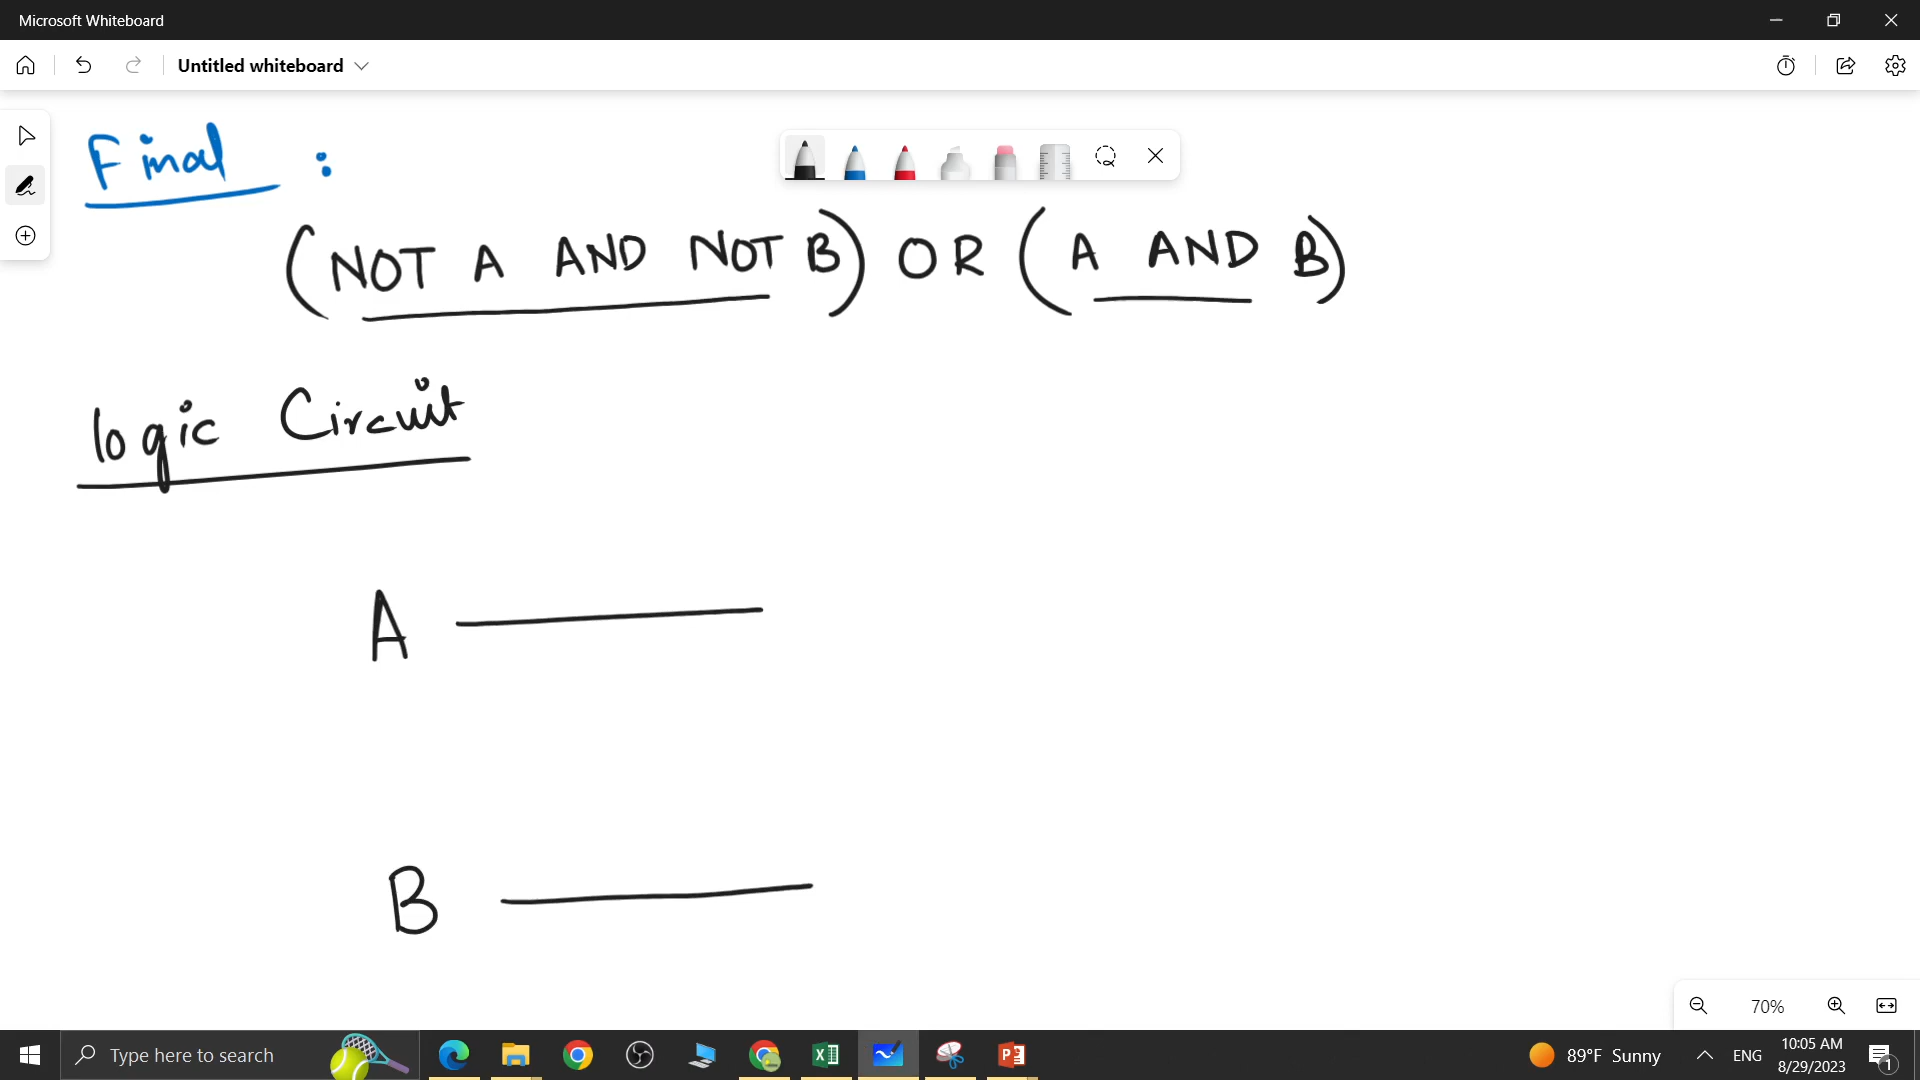 Microsoft Whiteboard
Untitled whiteboard
Final :
(NOT A AND NOT B) OR (A AND B)
logic Circuit
A
B
70%
Type here to search
89°F Sunny
ENG
10:05 AM
8/29/2023
1